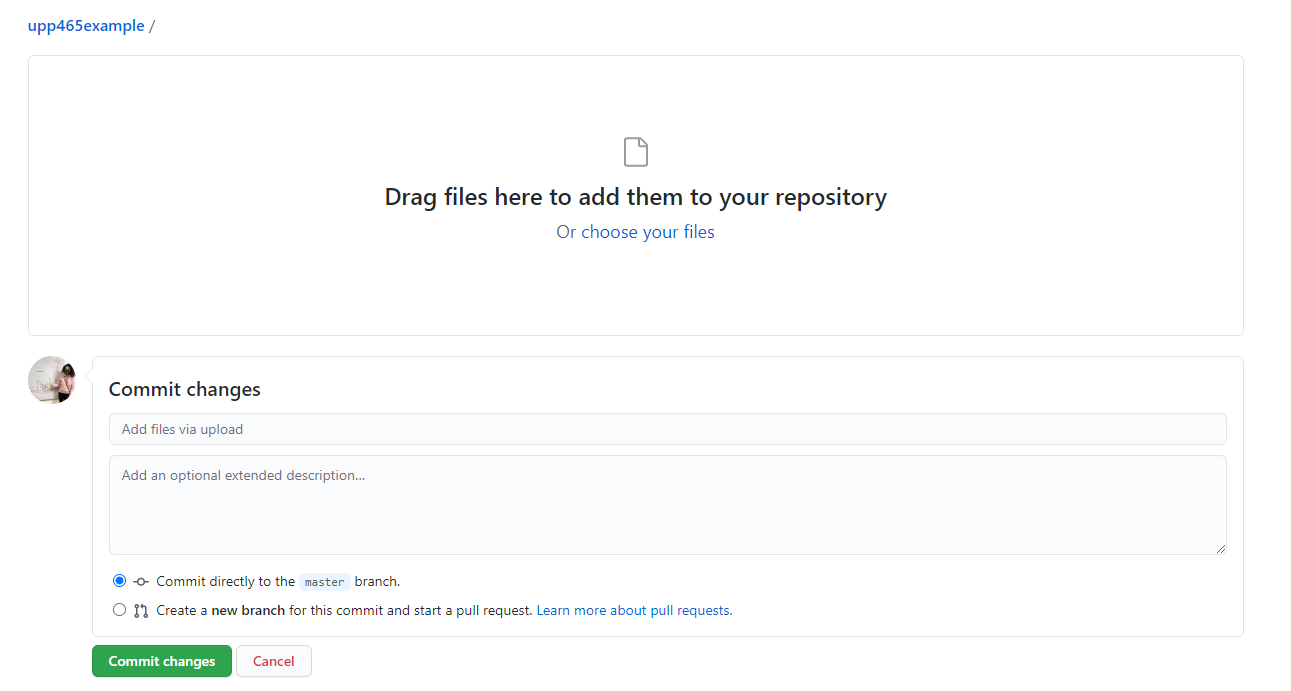 upp465example /
Drag files here to add them to your repository
Or choose your files
Commit changes
Add files via upload
Add an optional extended description...
Commit directly to the master branch.
Create a new branch for this commit and start a pull request. Learn more about pull requests.
Commit changes Cancel